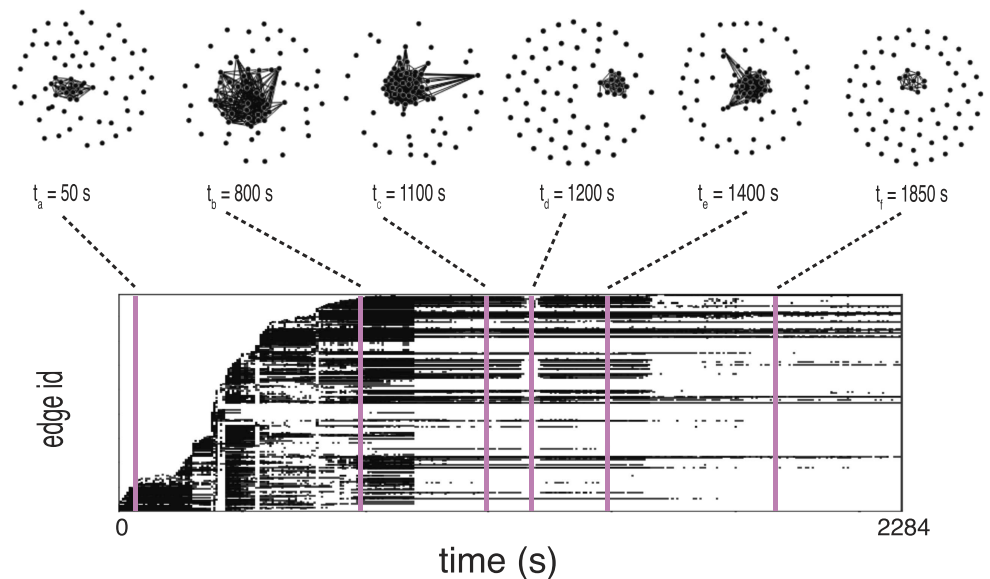 t_a = 50 s t_b = 800 s t_c = 1100 s t_d = 1200 s t_e = 1400 s t_f = 1850 s
edge id
0 2284
time (s)